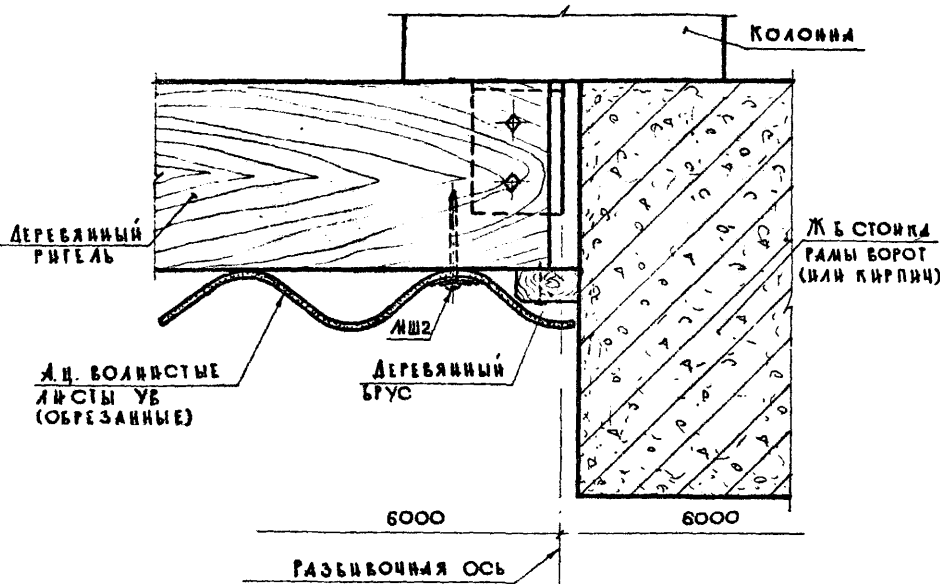 Колонна
Деревянный
ригель
ЖБ стойка
рамы ворот
(или кирпич)
МШ2
А.Ц. волнистые
листы УВ
(обрезанные)
Деревянный
брус
6000
6000
Разбивочная ось